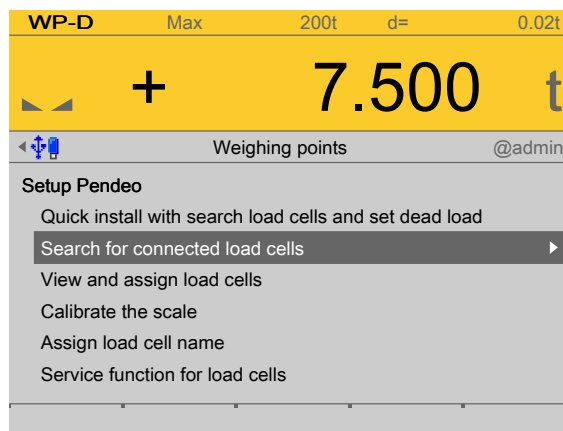 WP-D Max 200t d= 0.02t
+ 7.500 t
Weighing points @admin
Setup Pendeo
Quick install with search load cells and set dead load
Search for connected load cells
View and assign load cells
Calibrate the scale
Assign load cell name
Service function for load cells